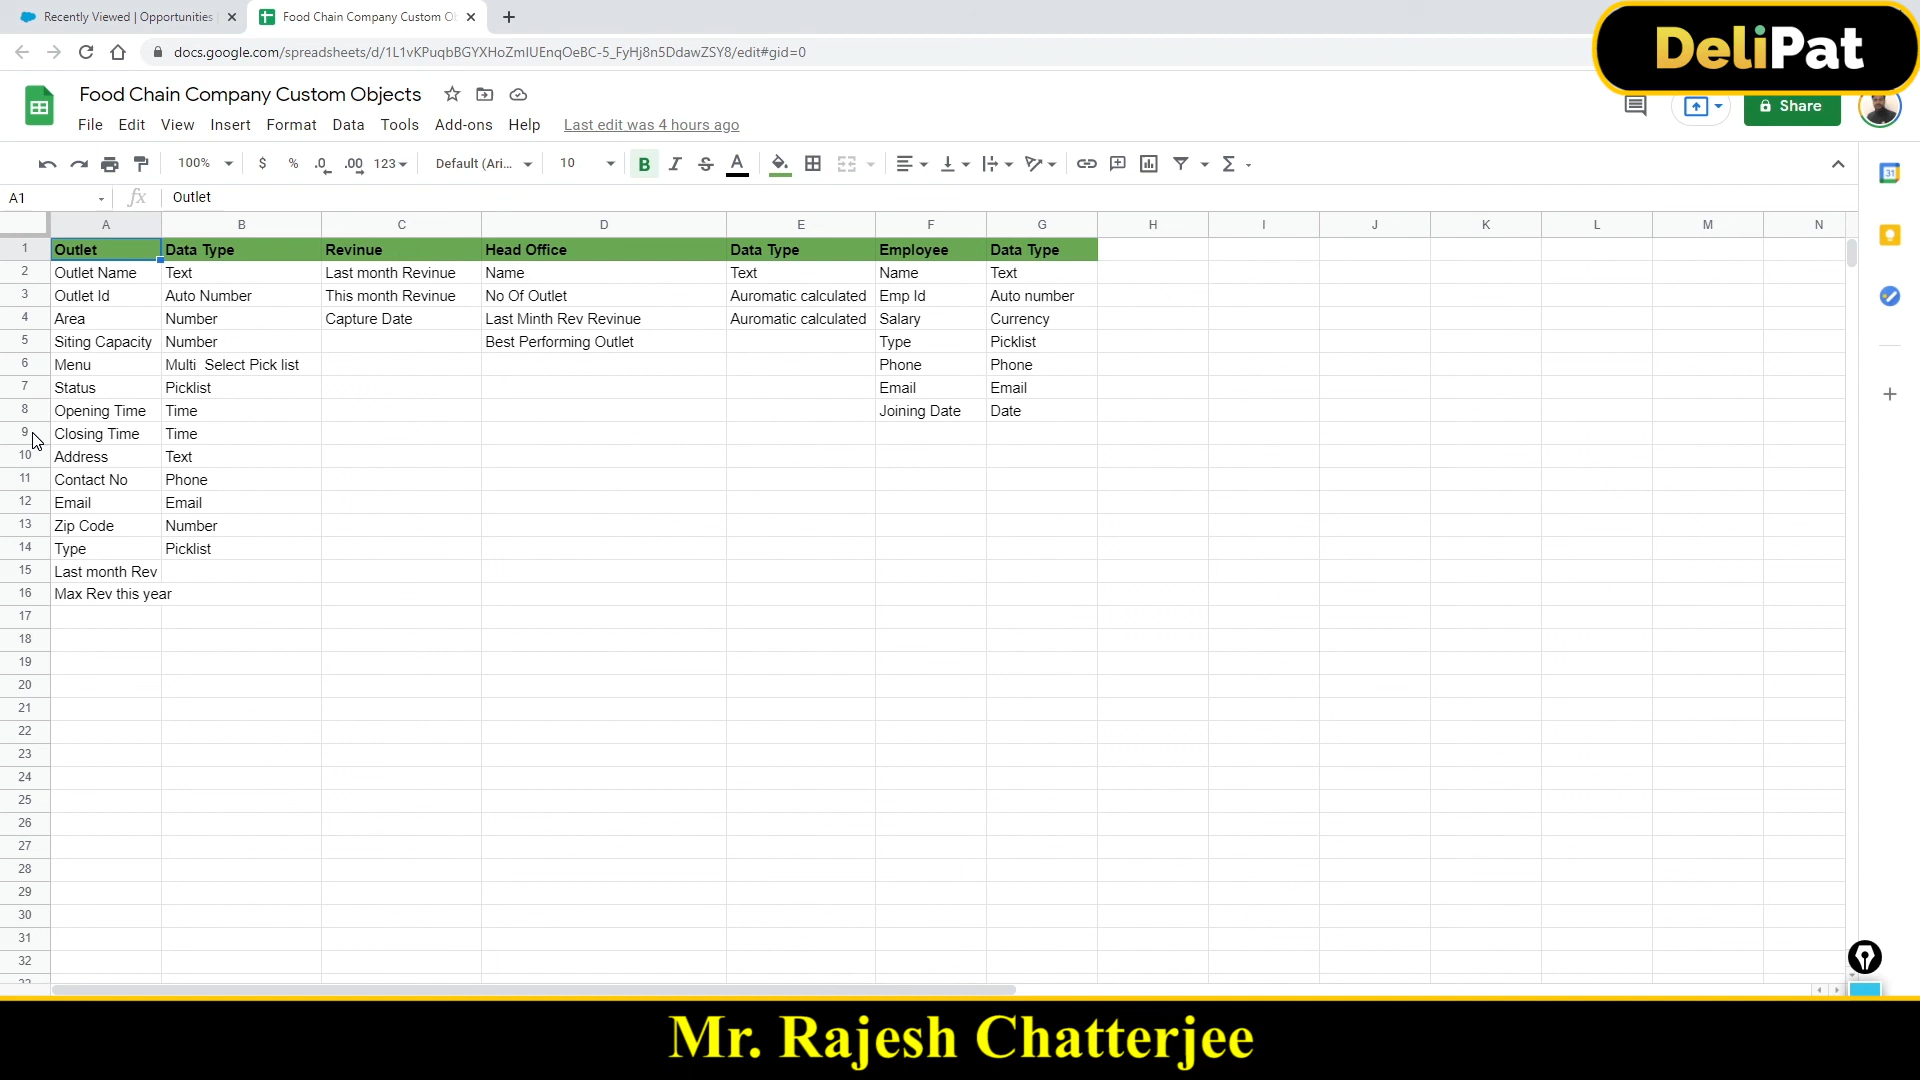 Recently Viewed | Opportunities
Food Chain Company Custom O
docs.google.com/spreadsheets/d/1L1vKPuqbBGYXHoZmIUEnqOeBC-5_FyHj8n5DdawZSY8/edit#gid=0
DeliPat
Food Chain Company Custom Objects
File Edit View Insert Format Data Tools Add-ons Help Last edit was 4 hours ago
Share
100% $ % .0 .00 123 Default (Ari... 10 B I S A Σ
31
A1 fx Outlet
A B C D E F G H I J K L M N
1 Outlet Data Type Revinue Head Office Data Type Employee Data Type
2 Outlet Name Text Last month Revinue Name Text Name Text
3 Outlet Id Auto Number This month Revinue No Of Outlet Auromatic calculated Emp Id Auto number
4 Area Number Capture Date Last Minth Rev Revinue Auromatic calculated Salary Currency
5 Siting Capacity Number Best Performing Outlet Type Picklist
6 Menu Multi Select Pick list Phone Phone
7 Status Picklist Email Email
8 Opening Time Time Joining Date Date
9 Closing Time Time
10 Address Text
11 Contact No Phone
12 Email Email
13 Zip Code Number
14 Type Picklist
15 Last month Rev
16 Max Rev this year
17
18
19
20
21
22
23
24
25
26
27
28
29
30
31
32
Mr. Rajesh Chatterjee